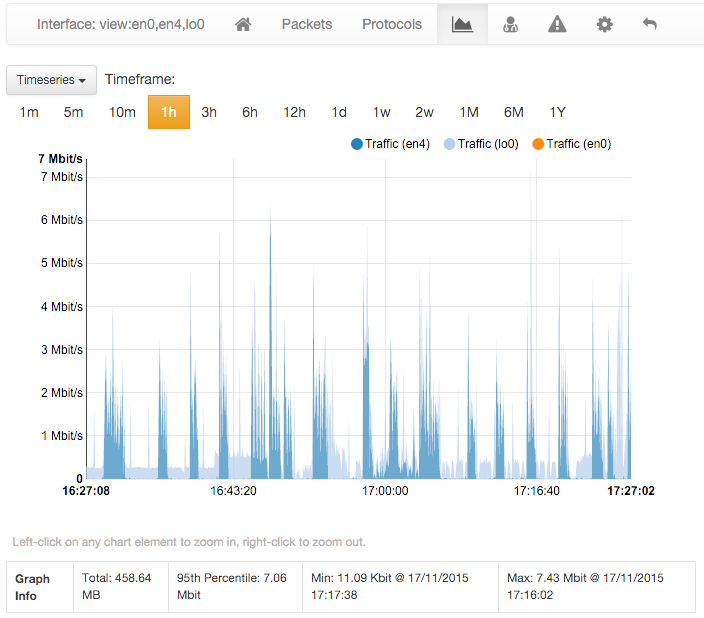 Interface: view:en0,en4,lo0 Packets Protocols
Timeseries Timeframe:
1m 5m 10m 1h 3h 6h 12h 1d 1w 2w 1M 6M 1Y
Traffic (en4) Traffic (lo0) Traffic (en0)
7 Mbit/s
7 Mbit/s
6 Mbit/s
5 Mbit/s
4 Mbit/s
3 Mbit/s
2 Mbit/s
1 Mbit/s
0
16:27:08 16:43:20 17:00:00 17:16:40 17:27:02
Left-click on any chart element to zoom in, right-click to zoom out.
Graph Info
Total: 458.64 MB
95th Percentile: 7.06 Mbit
Min: 11.09 Kbit @ 17/11/2015 17:17:38
Max: 7.43 Mbit @ 17/11/2015 17:16:02